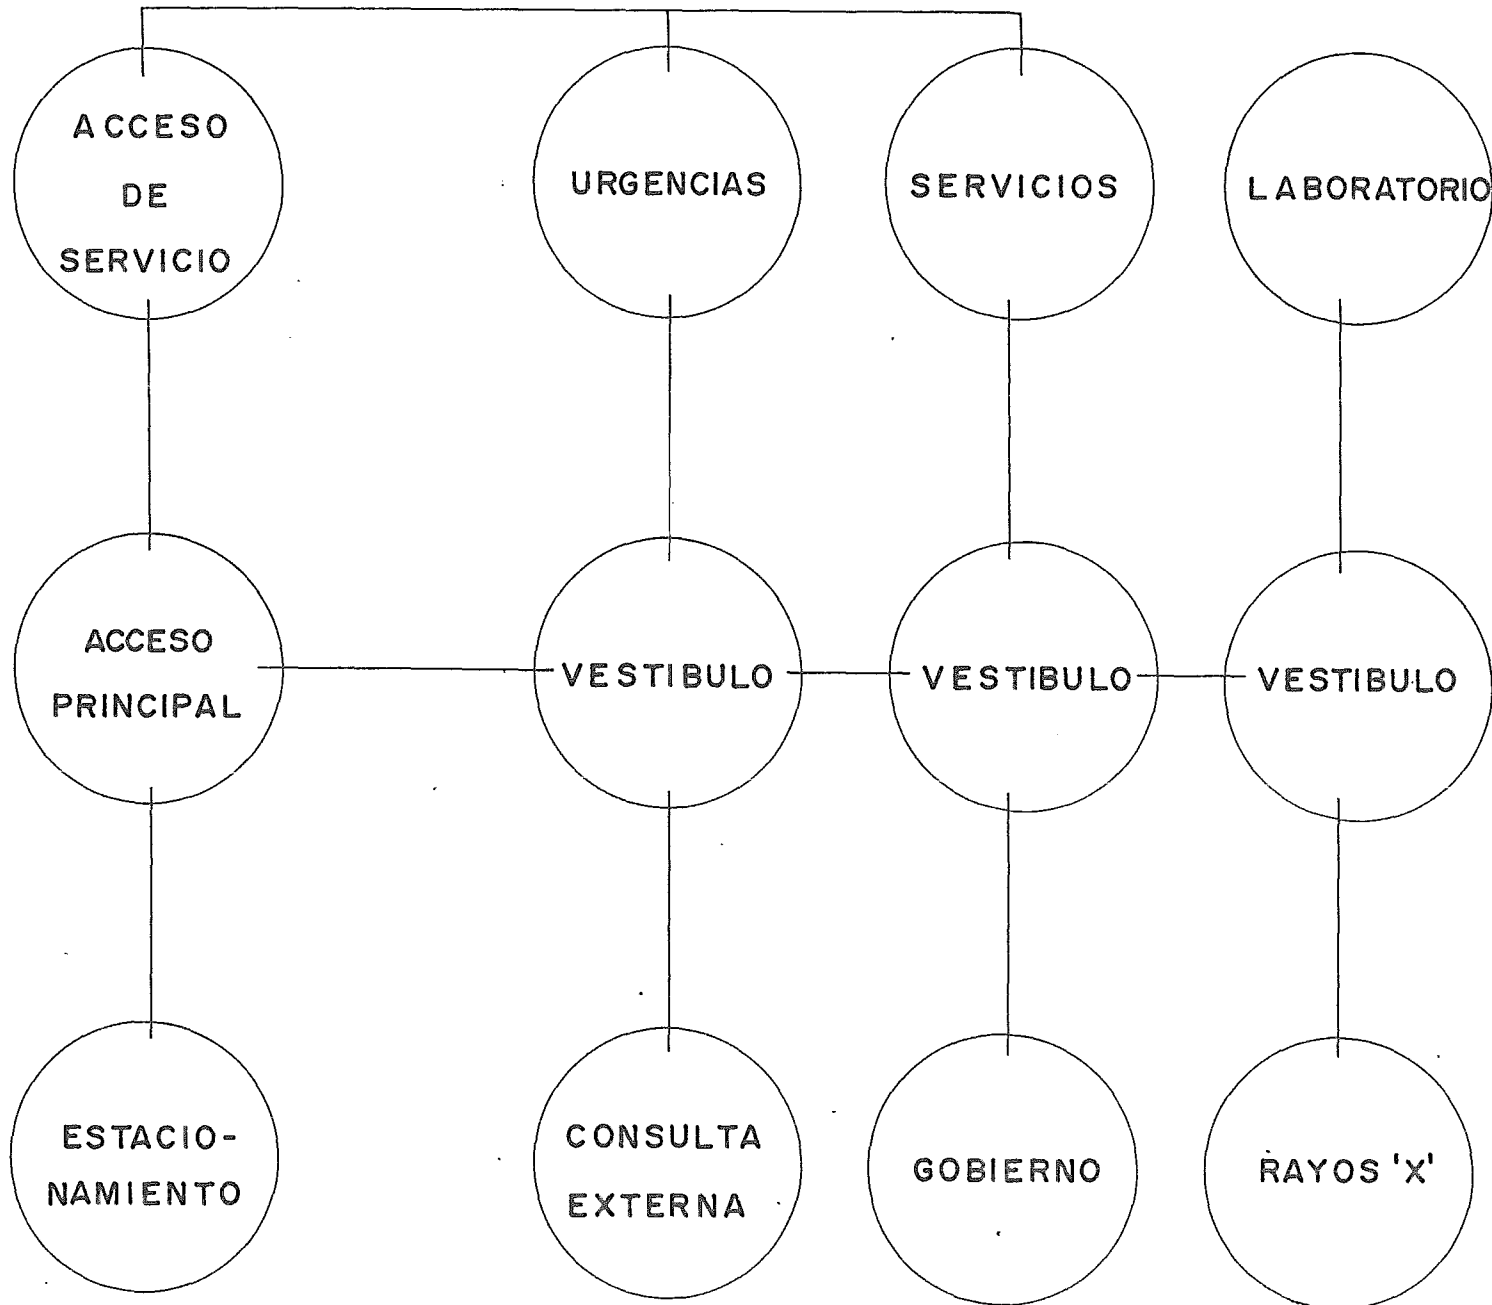 ACCESO
DE
SERVICIO
URGENCIAS
SERVICIOS
LABORATORIO
ACCESO
PRINCIPAL
VESTIBULO
VESTIBULO
VESTIBULO
ESTACIO-
NAMIENTO
CONSULTA
EXTERNA
GOBIERNO
RAYOS 'X'